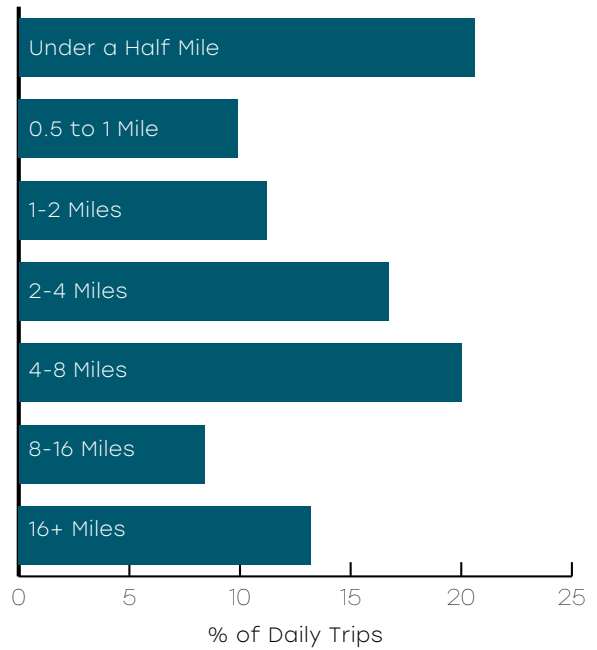 Under a Half Mile
0.5 to 1 Mile
1-2 Miles
2-4 Miles
4-8 Miles
8-16 Miles
16+ Miles
0 5 10 15 20 25
% of Daily Trips